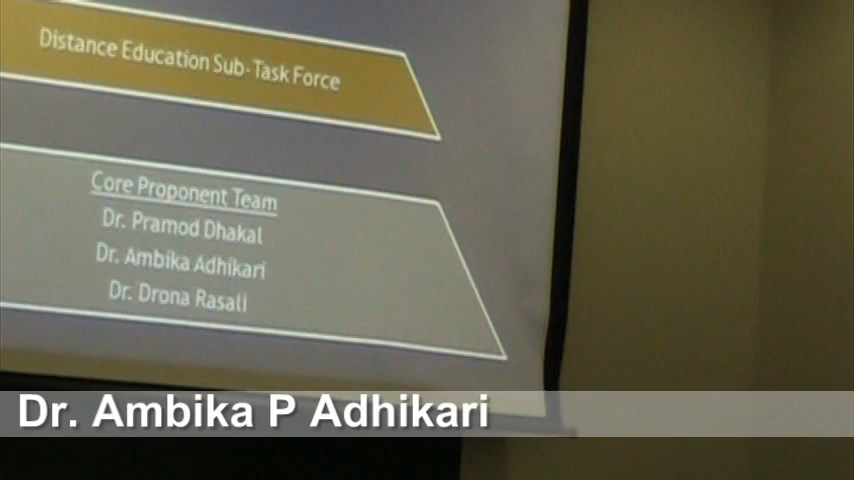 Distance Education Sub-Task Force
Core Proponent Team
Dr. Pramod Dhakal
Dr. Ambika Adhikari
Dr. Drona Rasali
Dr. Ambika P Adhikari